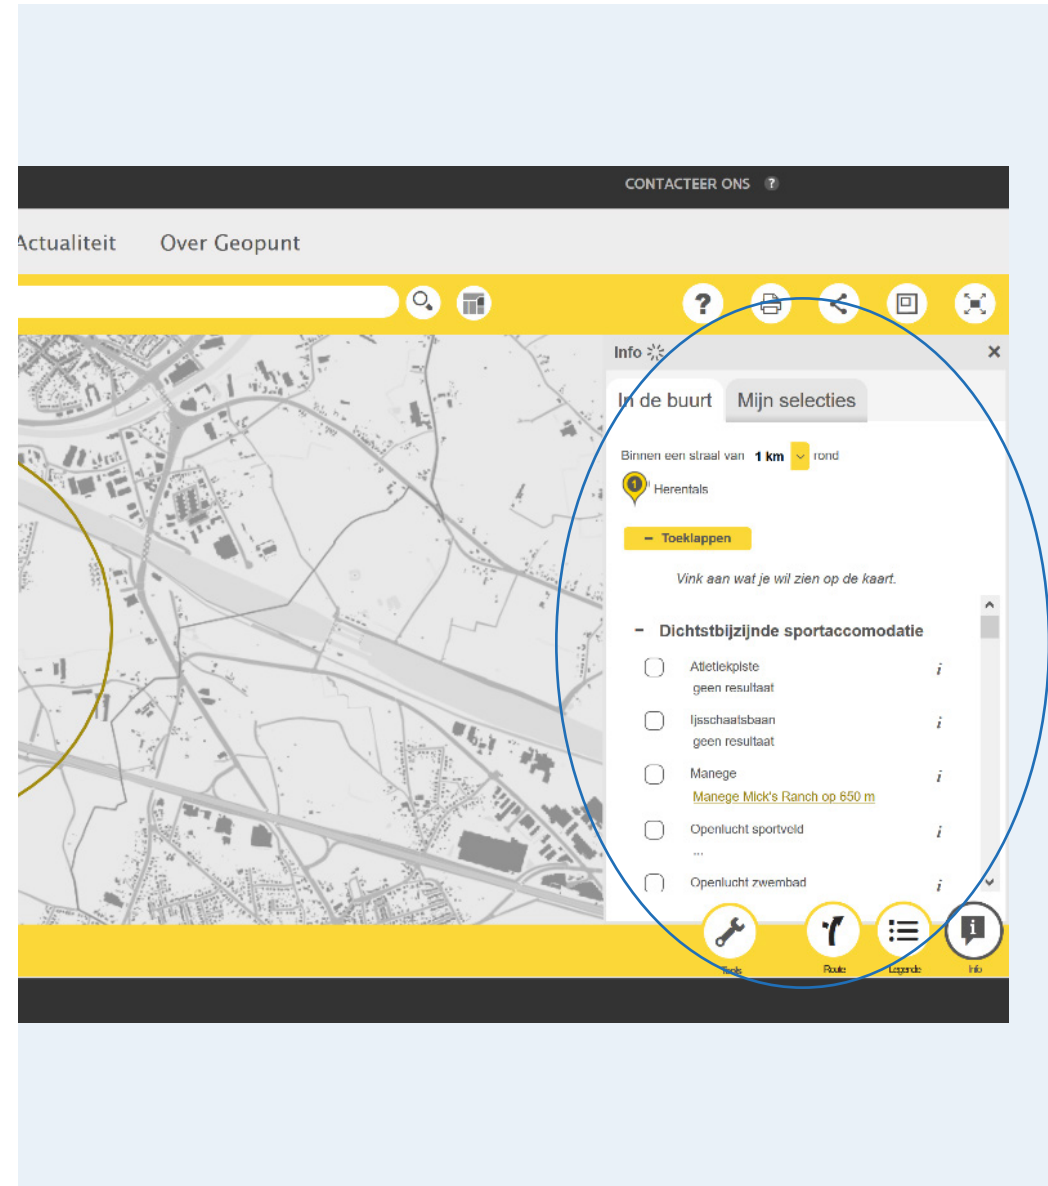 CONTACTEER ONS ?
Actualiteit Over Geopunt
?
Info
In de buurt Mijn selecties
Binnen een straal van 1 km rond
1
Herentals
– Toeklappen
Vink aan wat je wil zien op de kaart.
– Dichtstbijzijnde sportaccomodatie
Atletiekpiste i
geen resultaat
Ijsschaatsbaan i
geen resultaat
Manege i
Manege Mick's Ranch op 650 m
Openlucht sportveld i
...
Openlucht zwembad i
Tools Route Legende Info